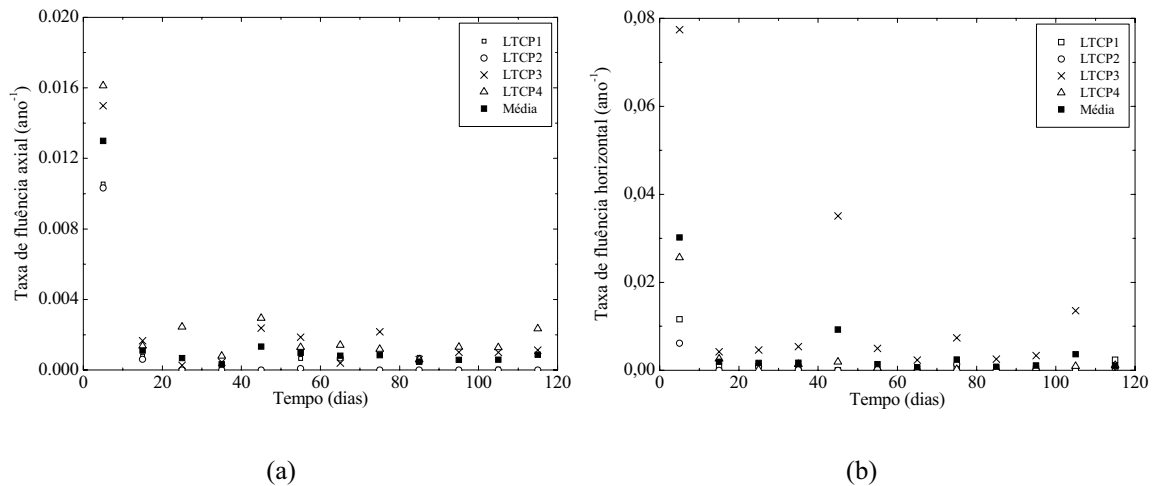 0.020
0.016
0.012
0.008
0.004
0.000
0
20
40
60
80
100
120
Taxa de fluência axial (ano⁻¹)
Tempo (dias)
LTCP1
LTCP2
LTCP3
LTCP4
Média
(a)
0,08
0,06
0,04
0,02
0,00
0
20
40
60
80
100
120
Taxa de fluência horizontal (ano⁻¹)
Tempo (dias)
LTCP1
LTCP2
LTCP3
LTCP4
Média
(b)